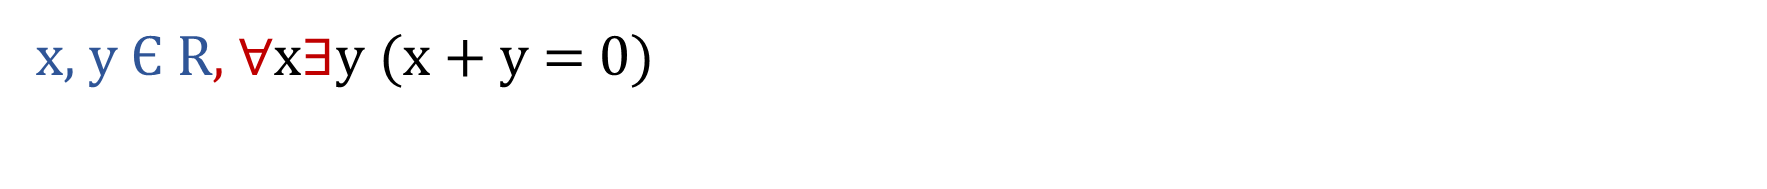 x, y Є R, ∀x∃y (x + y = 0)